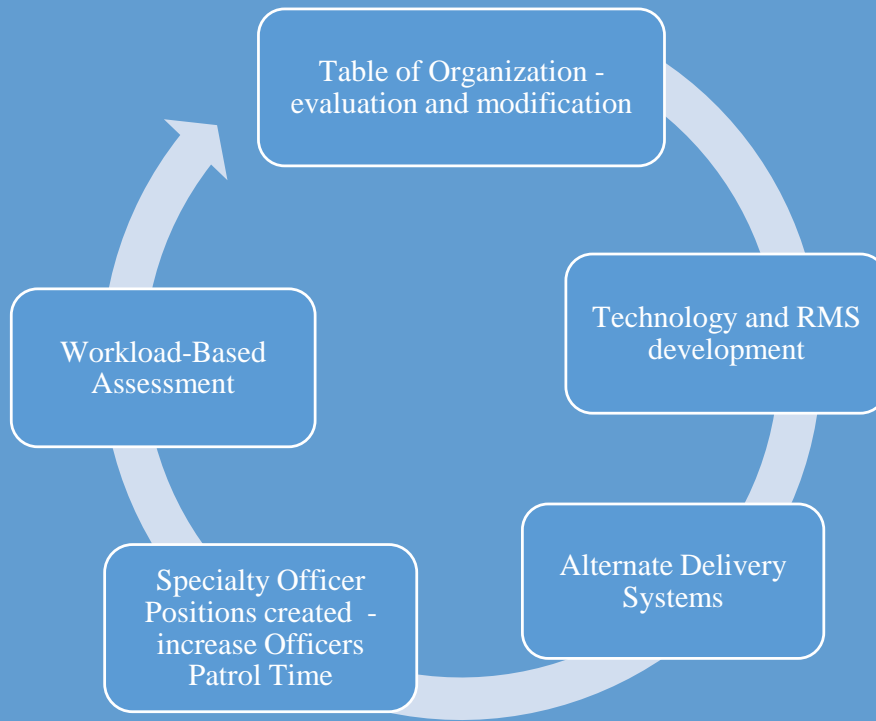 Table of Organization -
evaluation and modification
Technology and RMS
development
Alternate Delivery
Systems
Specialty Officer
Positions created  -
increase Officers
Patrol Time
Workload-Based
Assessment